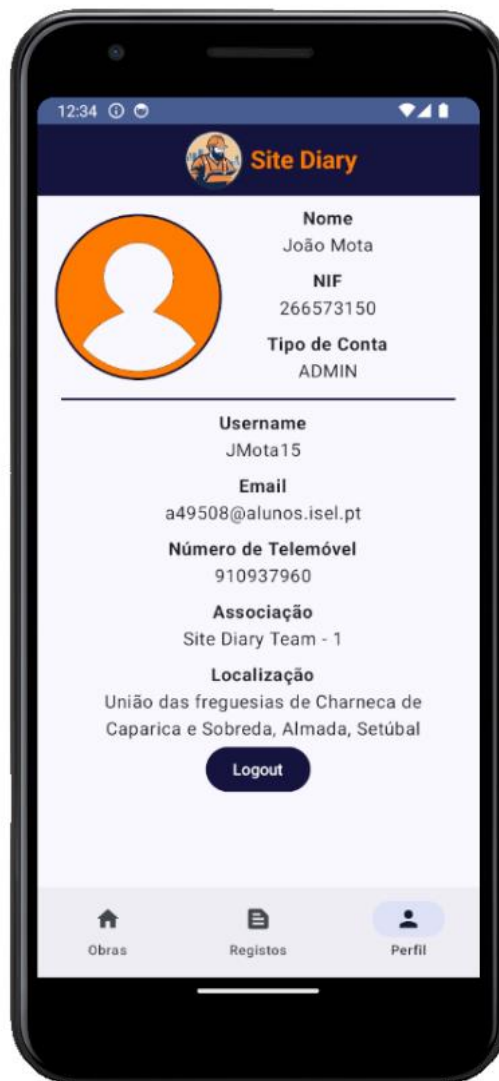 12:34
Site Diary
Nome
João Mota
NIF
266573150
Tipo de Conta
ADMIN
Username
JMota15
Email
a49508@alunos.isel.pt
Número de Telemóvel
910937960
Associação
Site Diary Team - 1
Localização
União das freguesias de Charneca de
Caparica e Sobreda, Almada, Setúbal
Logout
Obras Registos Perfil